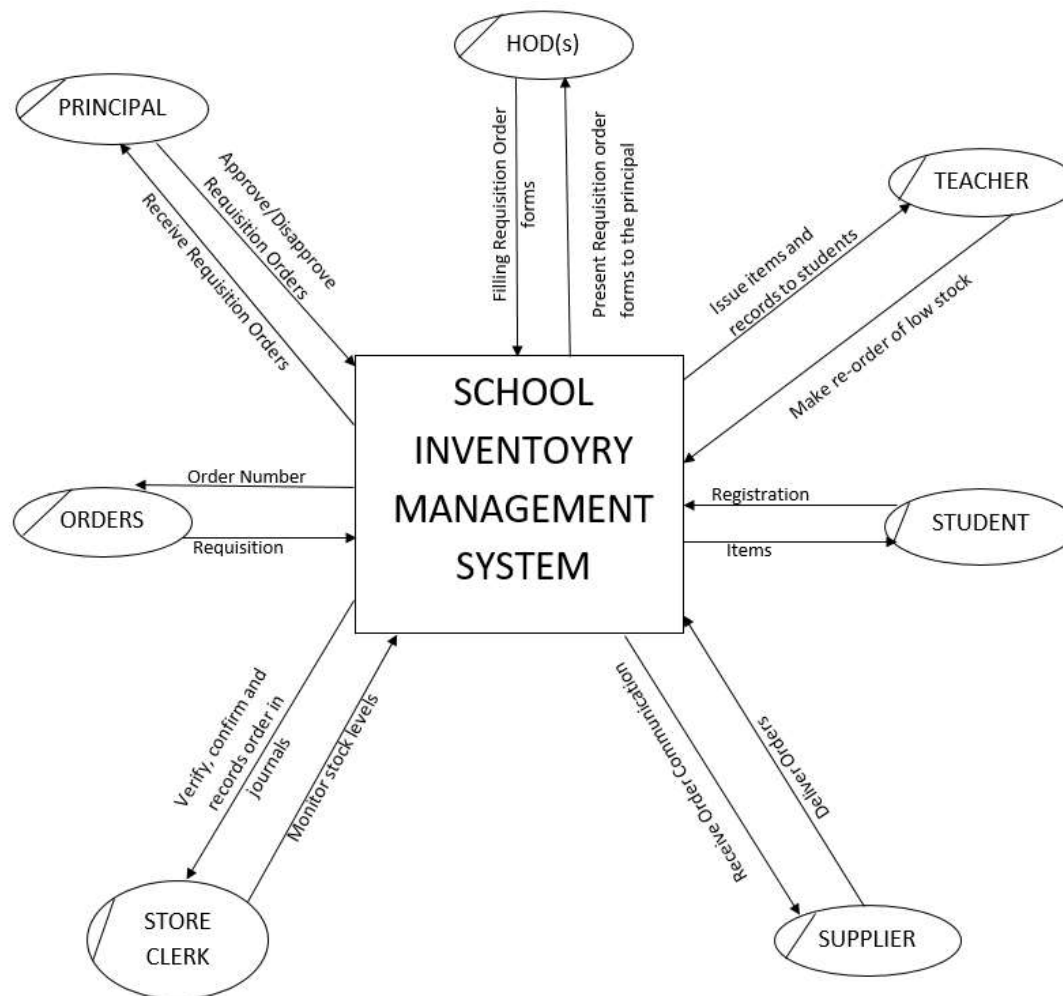 HOD(s)
PRINCIPAL
Approve/Disapprove
Requisition Orders
Receive Requisition Orders
Filling Requisition Order
forms
Present Requisition order
forms to the principal
TEACHER
Issue items and
records to students
Make re-order of low stock
SCHOOL
INVENTOYRY
MANAGEMENT
SYSTEM
Order Number
ORDERS
Requisition
Registration
STUDENT
Items
Verify, confirm and
records order in
journals
Monitor stock levels
Receive Order Communication
Deliver Orders
STORE
CLERK
SUPPLIER